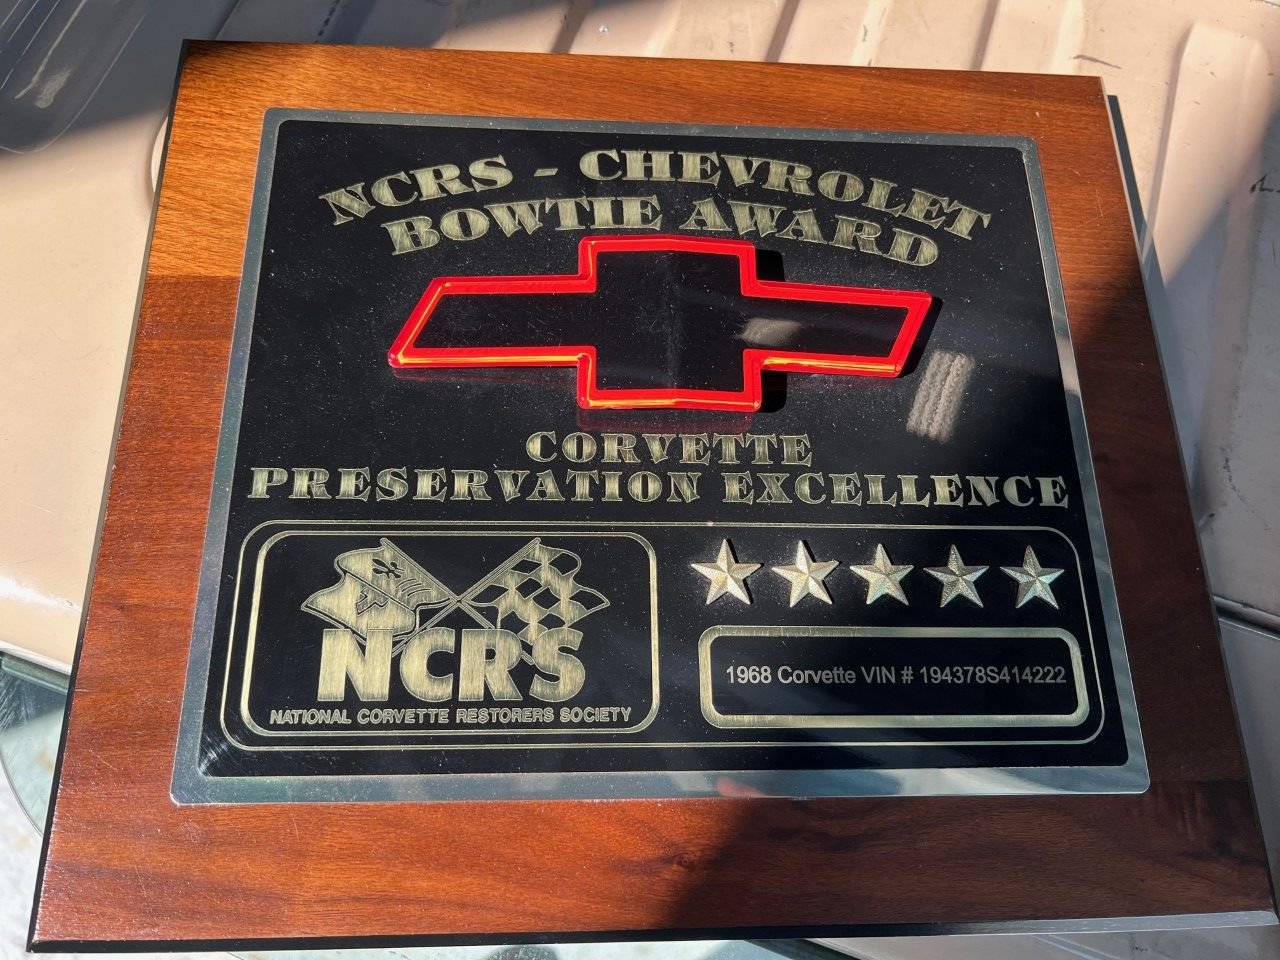 NCRS - CHEVROLET
BOWTIE AWARD
CORVETTE
PRESERVATION EXCELLENCE
NCRS
NATIONAL CORVETTE RESTORERS SOCIETY
1968 Corvette VIN # 194378S414222